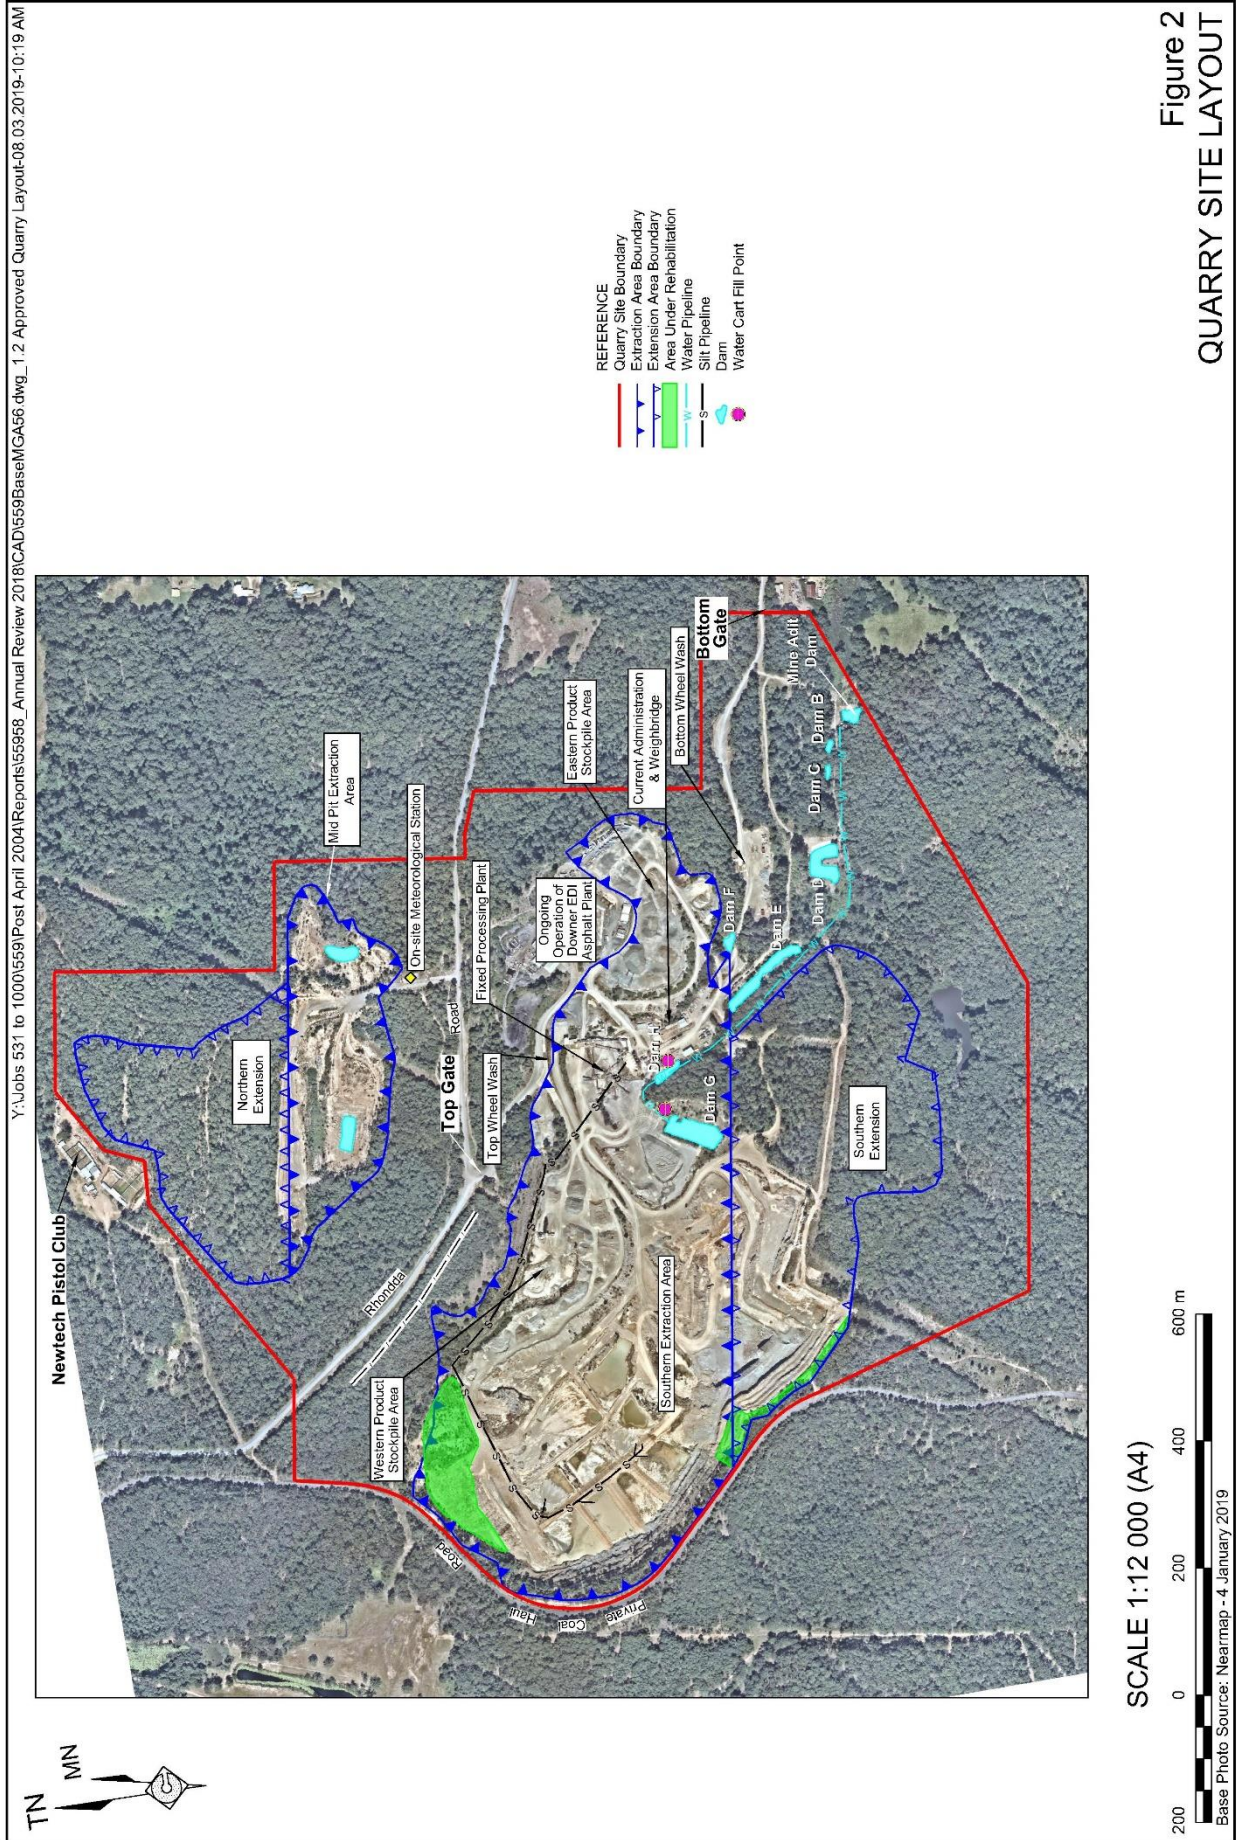 Y:\Jobs 531 to 1000\559\Post April 2004\Reports\55958_Annual Review 2018\CAD\559BaseMGA56.dwg_1.2 Approved Quarry Layout-08.03.2019-10:19 AM
TN
MN
Newtech Pistol Club
Northern
Extension
Mid Pit Extraction
Area
On-site Meteorological Station
Rhondda
Road
Top Gate
Top Wheel Wash
Fixed Processing Plant
Ongoing
Operation of
Downer EDI
Asphalt Plant
Eastern Product
Stockpile Area
Current Administration
& Weighbridge
Bottom Wheel Wash
Bottom
Gate
Western Product
Stockpile Area
Southern Extraction Area
Southern
Extension
Private
Coal
Haul
Road
Dam H
Dam G
Dam F
Dam E
Dam D
Dam C
Dam B
Mine Adit
Dam
REFERENCE
Quarry Site Boundary
Extraction Area Boundary
Extension Area Boundary
Area Under Rehabilitation
W
Water Pipeline
S
Silt Pipeline
Dam
Water Cart Fill Point
SCALE 1:12 000 (A4)
200 0 200 400 600 m
Base Photo Source: Nearmap - 4 January 2019
Figure 2
QUARRY SITE LAYOUT